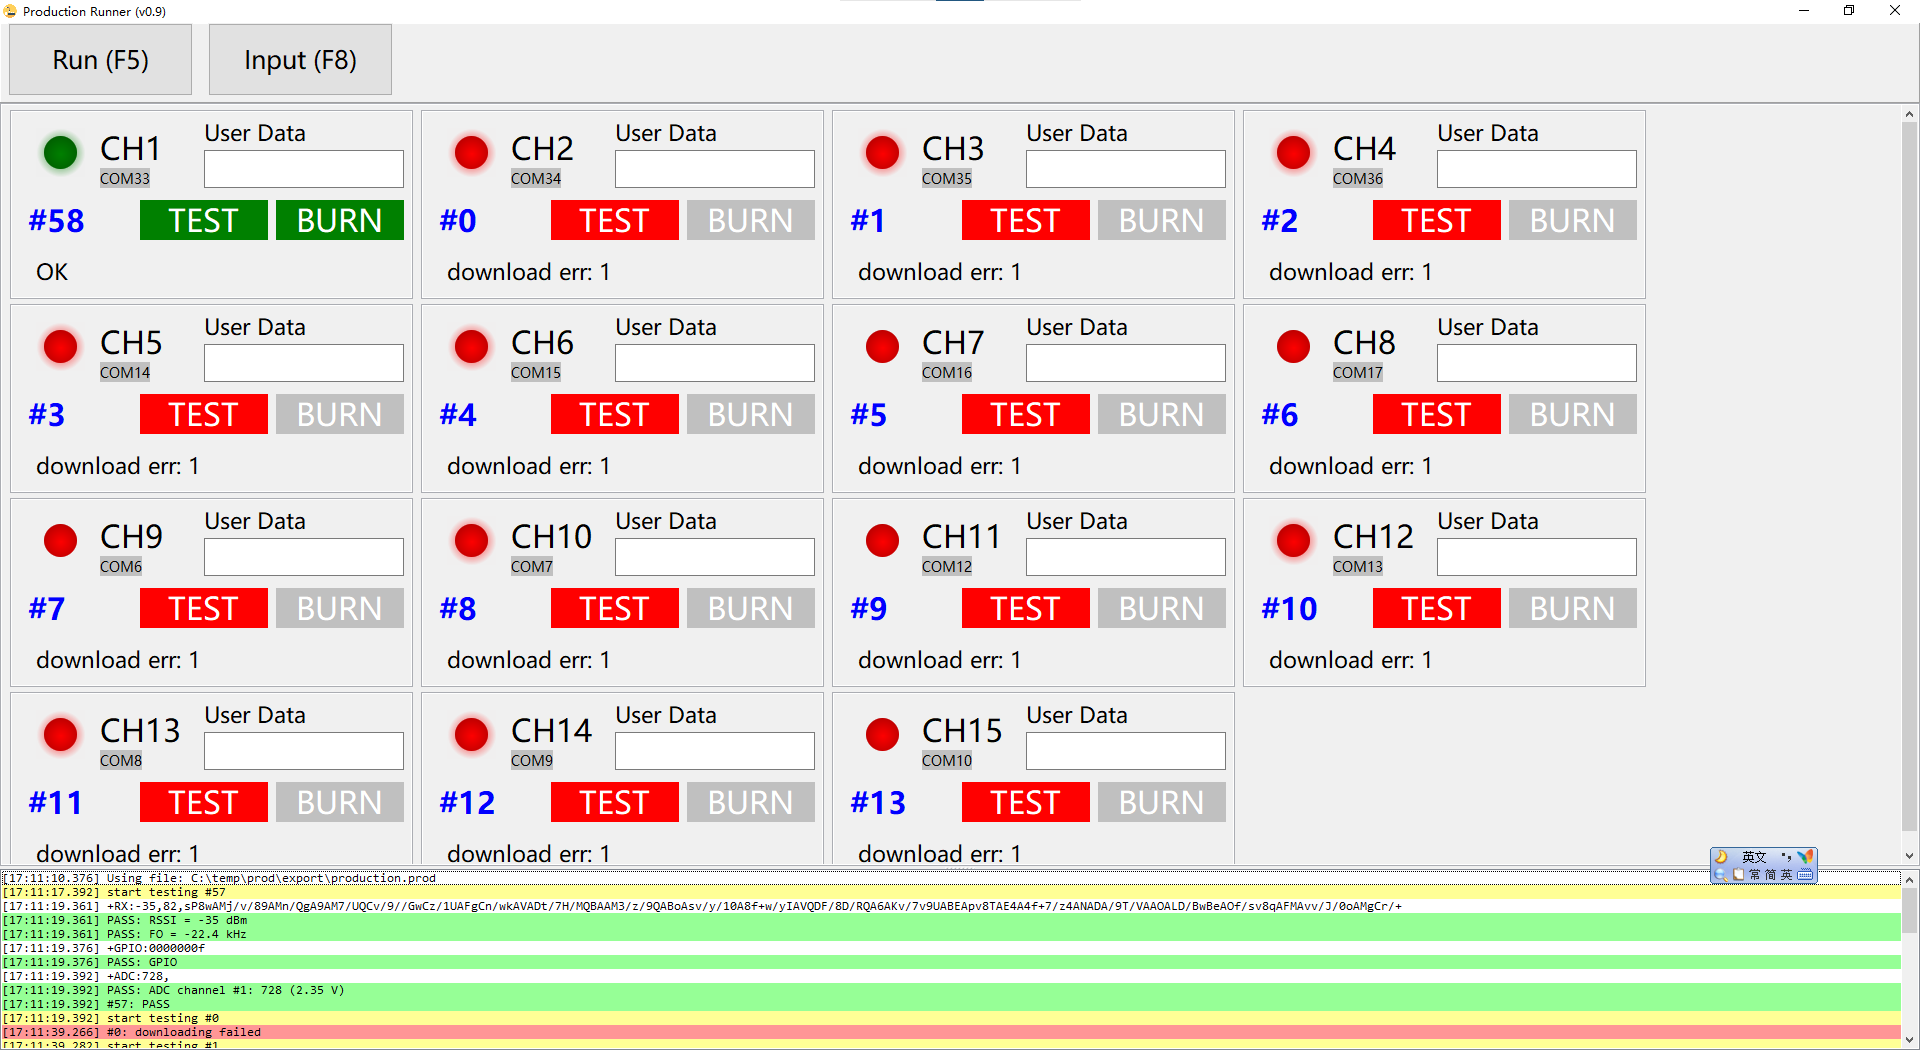 Production Runner (v0.9)
Run (F5)
Input (F8)
CH1
COM33
User Data
#58
TEST
BURN
OK
CH2
COM34
User Data
#0
TEST
BURN
download err: 1
CH3
COM35
User Data
#1
TEST
BURN
download err: 1
CH4
COM36
User Data
#2
TEST
BURN
download err: 1
CH5
COM14
User Data
#3
TEST
BURN
download err: 1
CH6
COM15
User Data
#4
TEST
BURN
download err: 1
CH7
COM16
User Data
#5
TEST
BURN
download err: 1
CH8
COM17
User Data
#6
TEST
BURN
download err: 1
CH9
COM6
User Data
#7
TEST
BURN
download err: 1
CH10
COM7
User Data
#8
TEST
BURN
download err: 1
CH11
COM12
User Data
#9
TEST
BURN
download err: 1
CH12
COM13
User Data
#10
TEST
BURN
download err: 1
CH13
COM8
User Data
#11
TEST
BURN
download err: 1
CH14
COM9
User Data
#12
TEST
BURN
download err: 1
CH15
COM10
User Data
#13
TEST
BURN
download err: 1
英文
常 简 英
[17:11:10.376] Using file: C:\temp\prod\export\production.prod
[17:11:17.392] start testing #57
[17:11:19.361] +RX:-35,82,sP8wAMj/v/89AMn/QgA9AM7/UQCv/9//GwCz/1UAFgCn/wkAVADt/7H/MQBAAM3/z/9QABoAsv/y/10A8f+w/yIAVQDF/8D/RQA6AKv/7v9UABEApv8TAE4A4f+7/z4ANADA/9T/VAAOALD/BwBeAOf/sv8qAFMAvv/J/0oAMgCr/+
[17:11:19.361] PASS: RSSI = -35 dBm
[17:11:19.361] PASS: FO = -22.4 kHz
[17:11:19.376] +GPIO:0000000f
[17:11:19.376] PASS: GPIO
[17:11:19.392] +ADC:728,
[17:11:19.392] PASS: ADC channel #1: 728 (2.35 V)
[17:11:19.392] #57: PASS
[17:11:19.392] start testing #0
[17:11:39.266] #0: downloading failed
[17:11:39.282] start testing #1